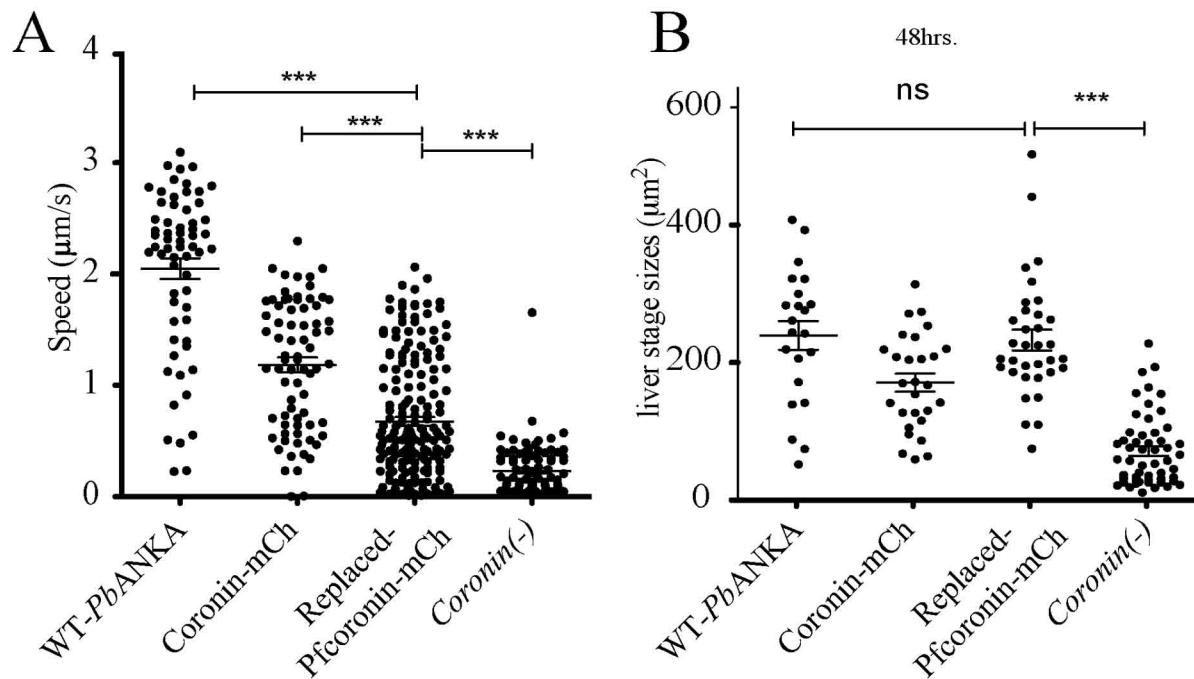 A
Speed (µm/s)
4
3
2
1
0
***
***
***
WT-PbANKA
Coronin-mCh
Replaced-
Pfcoronin-mCh
Coronin(-)
B
48hrs.
liver stage sizes (µm²)
600
400
200
0
ns
***
WT-PbANKA
Coronin-mCh
Replaced-
Pfcoronin-mCh
Coronin(-)